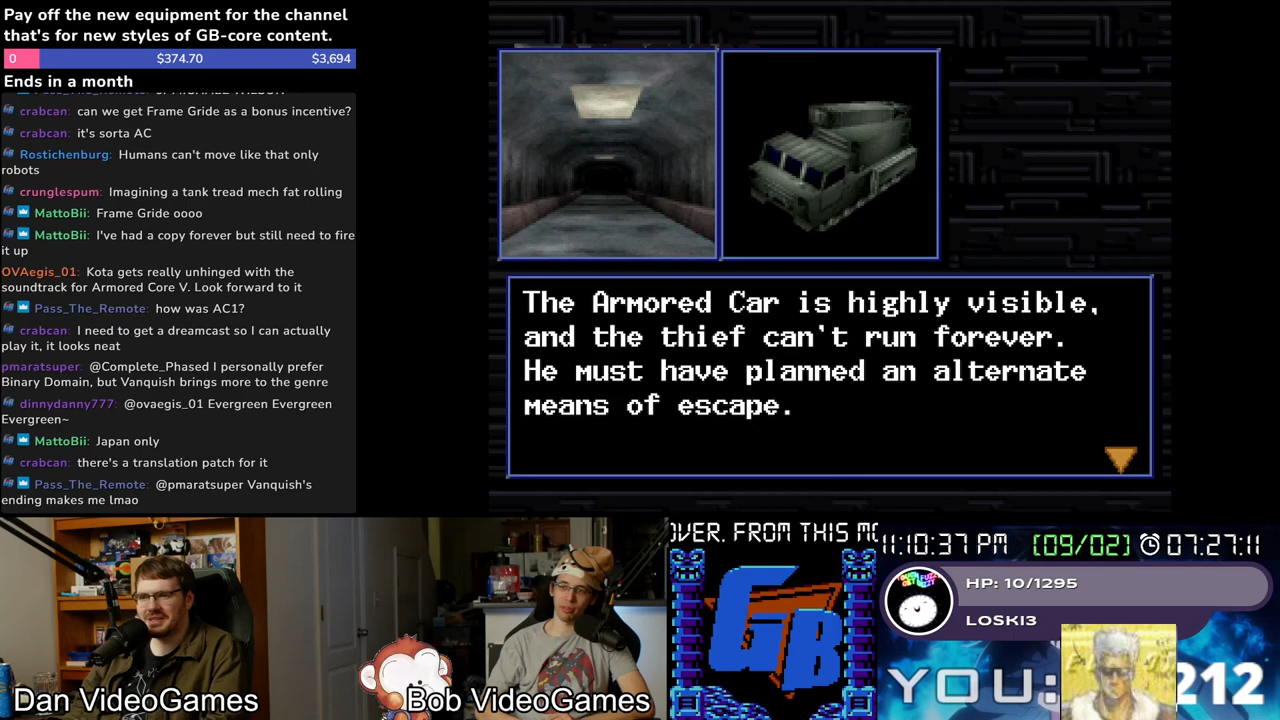 Pay off the new equipment for the channel
that's for new styles of GB-core content.
0 $374.70 $3,694
Ends in a month
crabcan: can we get Frame Gride as a bonus incentive?
crabcan: it's sorta AC
Rostichenburg: Humans can't move like that only
robots
crunglespum: Imagining a tank tread mech fat rolling
MattoBii: Frame Gride oooo
MattoBii: I've had a copy forever but still need to fire
it up
OVAegis_01: Kota gets really unhinged with the
soundtrack for Armored Core V. Look forward to it
Pass_The_Remote: how was AC1?
crabcan: I need to get a dreamcast so I can actually
play it, it looks neat
pmaratsuper: @Complete_Phased I personally prefer
Binary Domain, but Vanquish brings more to the genre
dinnydanny777: @ovaegis_01 Evergreen Evergreen
Evergreen~
MattoBii: Japan only
crabcan: there's a translation patch for it
Pass_The_Remote: @pmaratsuper Vanquish's
ending makes me lmao
The Armored Car is highly visible,
and the thief can't run forever.
He must have planned an alternate
means of escape.
Dan VideoGames
Bob VideoGames
OVER. FROM THIS MO
GB
11:10:37 PM [09/02] 07:27:11
HP: 10/1295
LOSKI3
YOU: 212